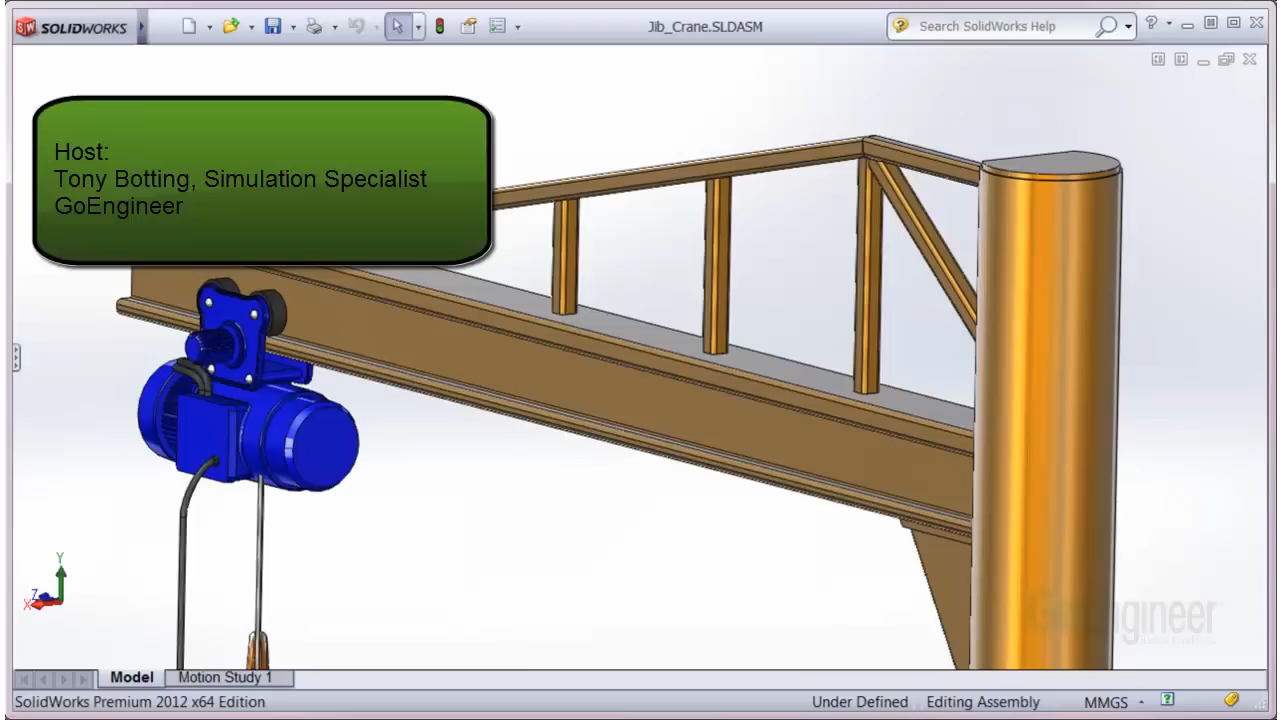 SOLIDWORKS
Jib_Crane.SLDASM
Search SolidWorks Help
Host:
Tony Botting, Simulation Specialist
GoEngineer
Y
Z
X
GoEngineer
Model
Motion Study 1
SolidWorks Premium 2012 x64 Edition
Under Defined
Editing Assembly
MMGS